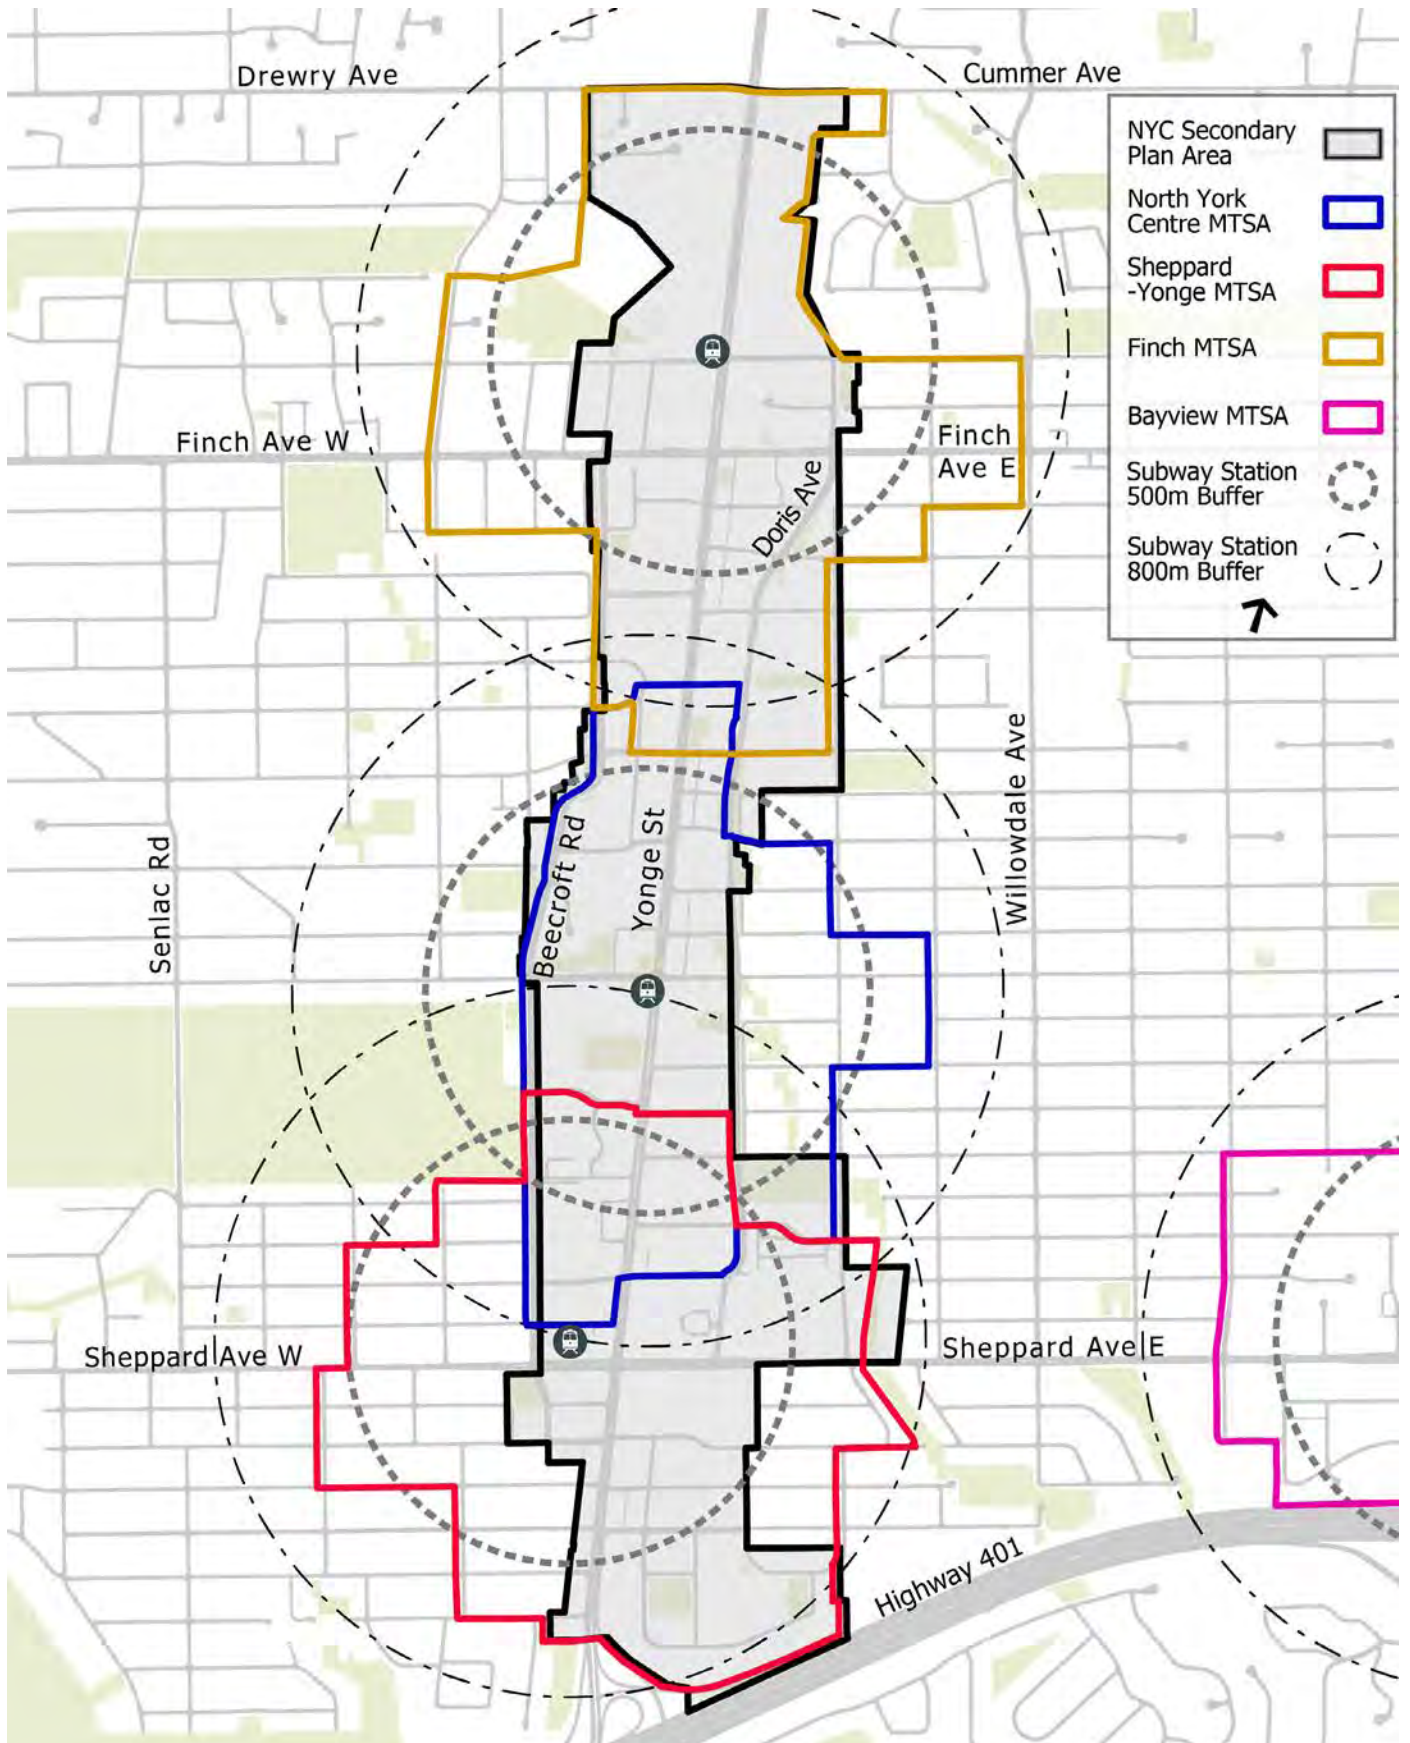 Drewry Ave
Cummer Ave
NYC Secondary
Plan Area
North York
Centre MTSA
Sheppard
-Yonge MTSA
Finch MTSA
Bayview MTSA
Subway Station
500m Buffer
Subway Station
800m Buffer
Finch Ave W
Finch
Ave E
Doris Ave
Senlac Rd
Beecroft Rd
Yonge St
Willowdale Ave
Sheppard Ave W
Sheppard Ave E
Highway 401